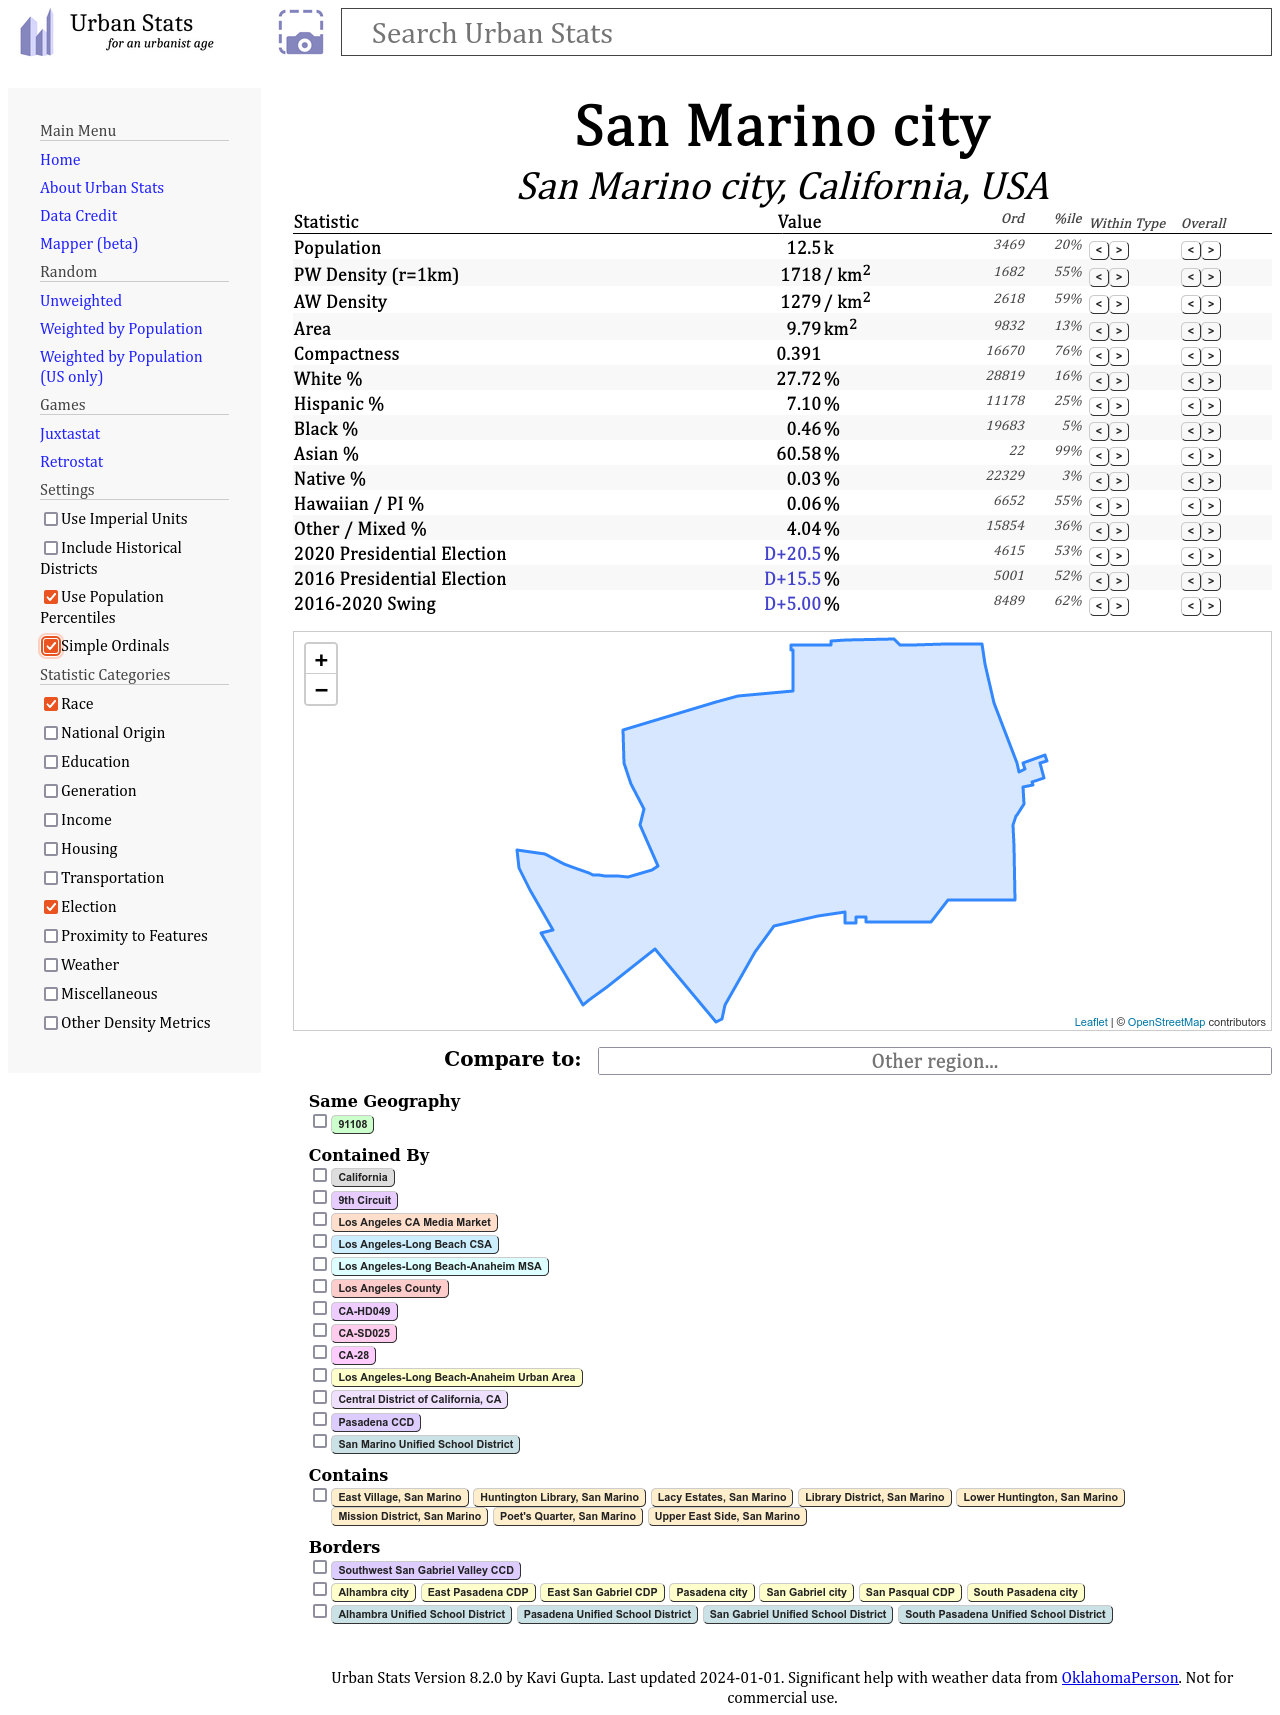 Urban Stats
for an urbanist age
Search Urban Stats
Main Menu
Home
About Urban Stats
Data Credit
Mapper (beta)
Random
Unweighted
Weighted by Population
Weighted by Population
(US only)
Games
Juxtastat
Retrostat
Settings
Use Imperial Units
Include Historical
Districts
Use Population
Percentiles
Simple Ordinals
Statistic Categories
Race
National Origin
Education
Generation
Income
Housing
Transportation
Election
Proximity to Features
Weather
Miscellaneous
Other Density Metrics
San Marino city
San Marino city, California, USA
Statistic Value Ord %ile Within Type Overall
Population 12.5 k 3469 20% < > < >
PW Density (r=1km) 1718 / km² 1682 55% < > < >
AW Density 1279 / km² 2618 59% < > < >
Area 9.79 km² 9832 13% < > < >
Compactness 0.391 16670 76% < > < >
White % 27.72 % 28819 16% < > < >
Hispanic % 7.10 % 11178 25% < > < >
Black % 0.46 % 19683 5% < > < >
Asian % 60.58 % 22 99% < > < >
Native % 0.03 % 22329 3% < > < >
Hawaiian / PI % 0.06 % 6652 55% < > < >
Other / Mixed % 4.04 % 15854 36% < > < >
2020 Presidential Election D+20.5 % 4615 53% < > < >
2016 Presidential Election D+15.5 % 5001 52% < > < >
2016-2020 Swing D+5.00 % 8489 62% < > < >
+
−
Leaflet | © OpenStreetMap contributors
Compare to: Other region...
Same Geography
91108
Contained By
California
9th Circuit
Los Angeles CA Media Market
Los Angeles-Long Beach CSA
Los Angeles-Long Beach-Anaheim MSA
Los Angeles County
CA-HD049
CA-SD025
CA-28
Los Angeles-Long Beach-Anaheim Urban Area
Central District of California, CA
Pasadena CCD
San Marino Unified School District
Contains
East Village, San Marino Huntington Library, San Marino Lacy Estates, San Marino Library District, San Marino Lower Huntington, San Marino
Mission District, San Marino Poet's Quarter, San Marino Upper East Side, San Marino
Borders
Southwest San Gabriel Valley CCD
Alhambra city East Pasadena CDP East San Gabriel CDP Pasadena city San Gabriel city San Pasqual CDP South Pasadena city
Alhambra Unified School District Pasadena Unified School District San Gabriel Unified School District South Pasadena Unified School District
Urban Stats Version 8.2.0 by Kavi Gupta. Last updated 2024-01-01. Significant help with weather data from OklahomaPerson. Not for
commercial use.